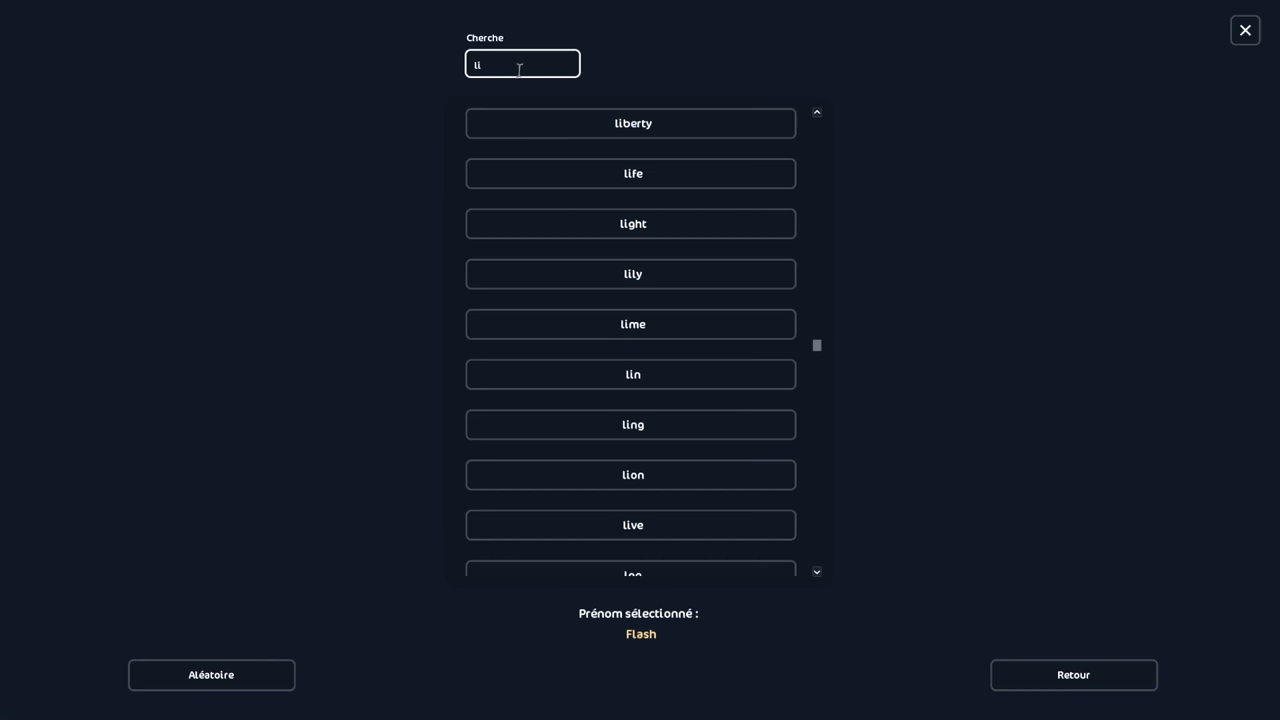 Cherche
li
liberty
life
light
lily
lime
lin
ling
lion
live
Prénom sélectionné :
Flash
Aléatoire
Retour